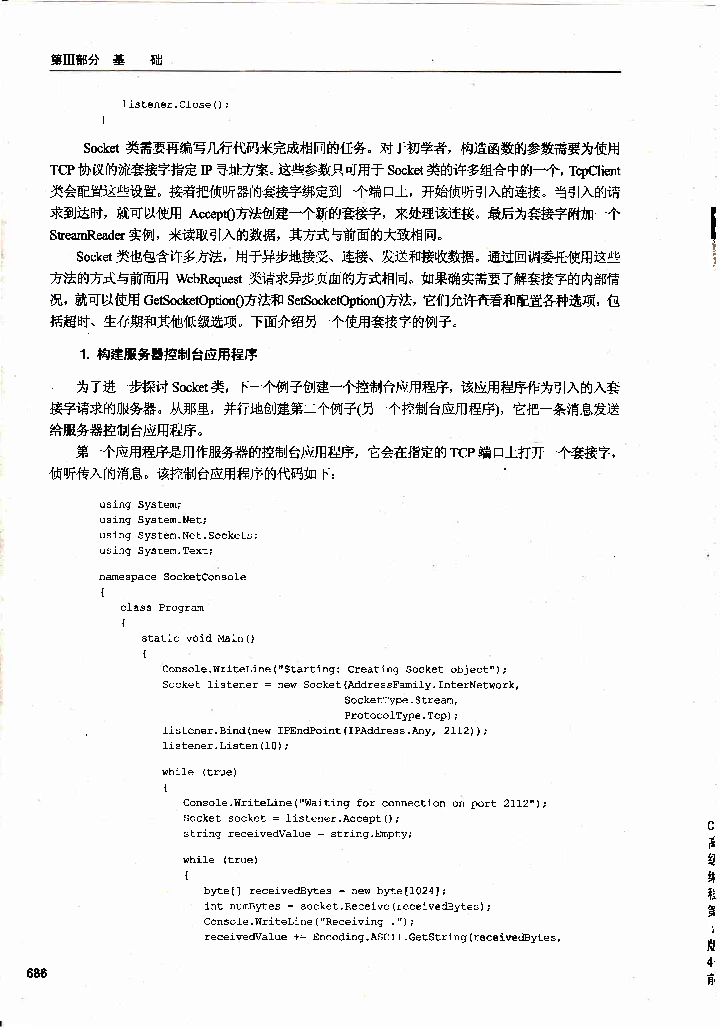 第III部分 基 础
listener.Close();
}
Socket 类需要再编写几行代码来完成相同的任务。对于初学者，构造函数的参数需要为使用
TCP 协议的流套接字指定 IP 寻址方案。这些参数只可用于 Socket 类的许多组合中的一个，TcpClient
类会配置这些设置。接着把侦听器的套接字绑定到一个端口上，开始侦听引入的连接。当引入的请
求到达时，就可以使用 Accept()方法创建一个新的套接字，来处理该连接。最后为套接字附加一个
StreamReader 实例，来读取引入的数据，其方式与前面的大致相同。
Socket 类也包含许多方法，用于异步地接受、连接、发送和接收数据。通过回调委托使用这些
方法的方式与前面用 WebRequest 类请求异步页面的方式相同。如果确实需要了解套接字的内部情
况，就可以使用 GetSocketOption()方法和 SetSocketOption()方法，它们允许查看和配置各种选项，包
括超时、生存期和其他低级选项。下面介绍另一个使用套接字的例子。
1. 构建服务器控制台应用程序
为了进一步探讨 Socket 类，下一个例子创建一个控制台应用程序，该应用程序作为引入的入套
接字请求的服务器。从那里，并行地创建第二个例子(另一个控制台应用程序)，它把一条消息发送
给服务器控制台应用程序。
第一个应用程序是用作服务器的控制台应用程序，它会在指定的 TCP 端口上打开一个套接字，
侦听传入的消息。该控制台应用程序的代码如下：
using System;
using System.Net;
using System.Net.Sockets;
using System.Text;
namespace SocketConsole
{
class Program
{
static void Main()
{
Console.WriteLine("Starting: Creating Socket object");
Socket listener = new Socket(AddressFamily.InterNetwork,
SocketType.Stream,
ProtocolType.Tcp);
listener.Bind(new IPEndPoint(IPAddress.Any, 2112));
listener.Listen(10);
while (true)
{
Console.WriteLine("Waiting for connection on port 2112");
Socket socket = listener.Accept();
string receivedValue = string.Empty;
while (true)
{
byte[] receivedBytes = new byte[1024];
int numBytes = socket.Receive(receivedBytes);
Console.WriteLine("Receiving .");
receivedValue += Encoding.ASCII.GetString(receivedBytes,
686